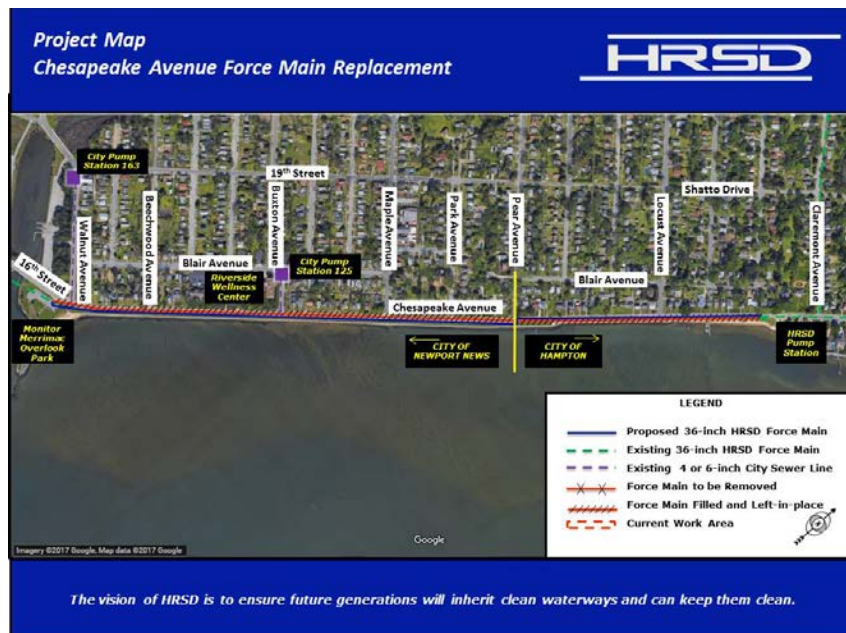 Project Map
Chesapeake Avenue Force Main Replacement
HRSD
City Pump
Station 163
19th Street
Shatto Drive
Walnut Avenue
Beechwood Avenue
Buxton Avenue
Maple Avenue
Park Avenue
Pear Avenue
Locust Avenue
Claremont Avenue
16th Street
Blair Avenue
Riverside
Wellness
Center
City Pump
Station 125
Blair Avenue
Chesapeake Avenue
Monitor
Merrimac
Overlook
Park
CITY OF
NEWPORT NEWS
CITY OF
HAMPTON
HRSD
Pump
Station
LEGEND
Proposed 36-inch HRSD Force Main
Existing 36-inch HRSD Force Main
Existing 4 or 6-inch City Sewer Line
Force Main to be Removed
Force Main Filled and Left-in-place
Current Work Area
Google
Imagery ©2017 Google, Map data ©2017 Google
The vision of HRSD is to ensure future generations will inherit clean waterways and can keep them clean.